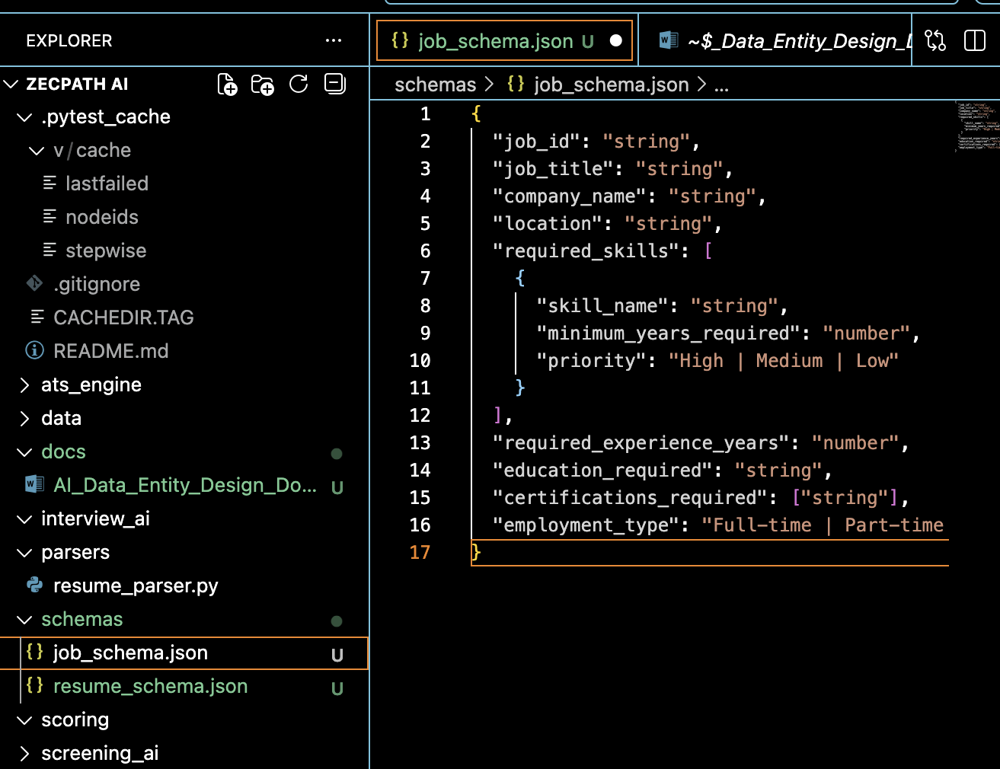 EXPLORER
ZECPATH AI
.pytest_cache
v / cache
lastfailed
nodeids
stepwise
.gitignore
CACHEDIR.TAG
README.md
ats_engine
data
docs
AI_Data_Entity_Design_Do... U
interview_ai
parsers
resume_parser.py
schemas
job_schema.json U
resume_schema.json U
scoring
screening_ai
{} job_schema.json U
~$_Data_Entity_Design_
schemas > {} job_schema.json > ...
1 {
2 "job_id": "string",
3 "job_title": "string",
4 "company_name": "string",
5 "location": "string",
6 "required_skills": [
7 {
8 "skill_name": "string",
9 "minimum_years_required": "number",
10 "priority": "High | Medium | Low"
11 }
12 ],
13 "required_experience_years": "number",
14 "education_required": "string",
15 "certifications_required": ["string"],
16 "employment_type": "Full-time | Part-time
17 }